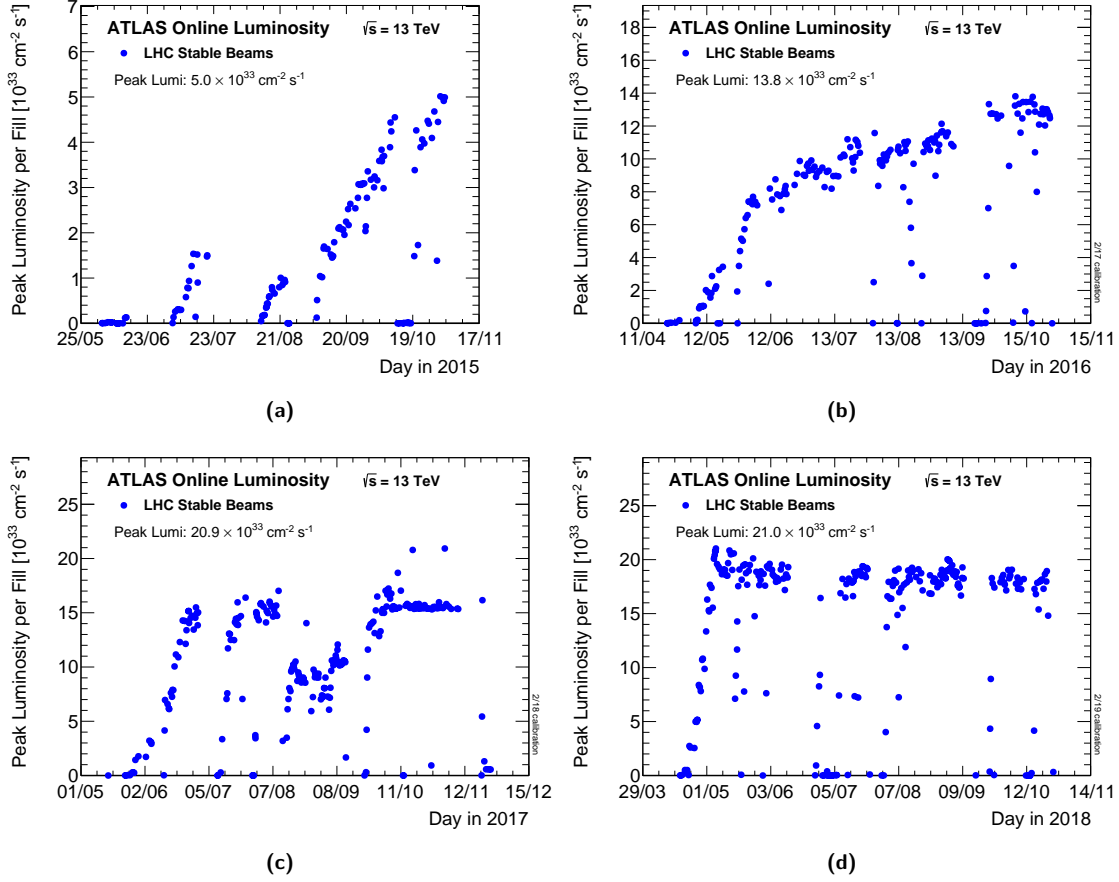 Peak Luminosity per Fill [10³³ cm⁻² s⁻¹]
7
6
5
4
3
2
1
0
ATLAS Online Luminosity √s = 13 TeV
LHC Stable Beams
Peak Lumi: 5.0 × 10³³ cm⁻² s⁻¹
25/05 23/06 23/07 21/08 20/09 19/10 17/11
Day in 2015
(a)
Peak Luminosity per Fill [10³³ cm⁻² s⁻¹]
18
16
14
12
10
8
6
4
2
0
ATLAS Online Luminosity √s = 13 TeV
LHC Stable Beams
Peak Lumi: 13.8 × 10³³ cm⁻² s⁻¹
2/17 calibration
11/04 12/05 12/06 13/07 13/08 13/09 15/10 15/11
Day in 2016
(b)
Peak Luminosity per Fill [10³³ cm⁻² s⁻¹]
25
20
15
10
5
0
ATLAS Online Luminosity √s = 13 TeV
LHC Stable Beams
Peak Lumi: 20.9 × 10³³ cm⁻² s⁻¹
2/18 calibration
01/05 02/06 05/07 07/08 08/09 11/10 12/11 15/12
Day in 2017
(c)
Peak Luminosity per Fill [10³³ cm⁻² s⁻¹]
25
20
15
10
5
0
ATLAS Online Luminosity √s = 13 TeV
LHC Stable Beams
Peak Lumi: 21.0 × 10³³ cm⁻² s⁻¹
2/19 calibration
29/03 01/05 03/06 05/07 07/08 09/09 12/10 14/11
Day in 2018
(d)